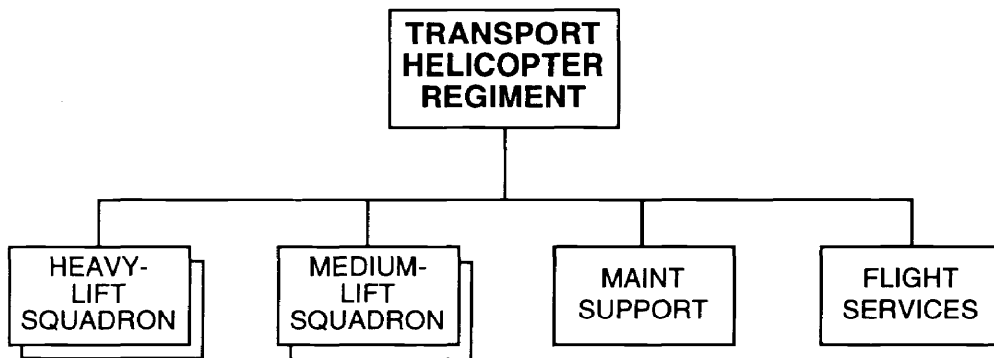 TRANSPORT
HELICOPTER
REGIMENT
HEAVY-
LIFT
SQUADRON
MEDIUM-
LIFT
SQUADRON
MAINT
SUPPORT
FLIGHT
SERVICES